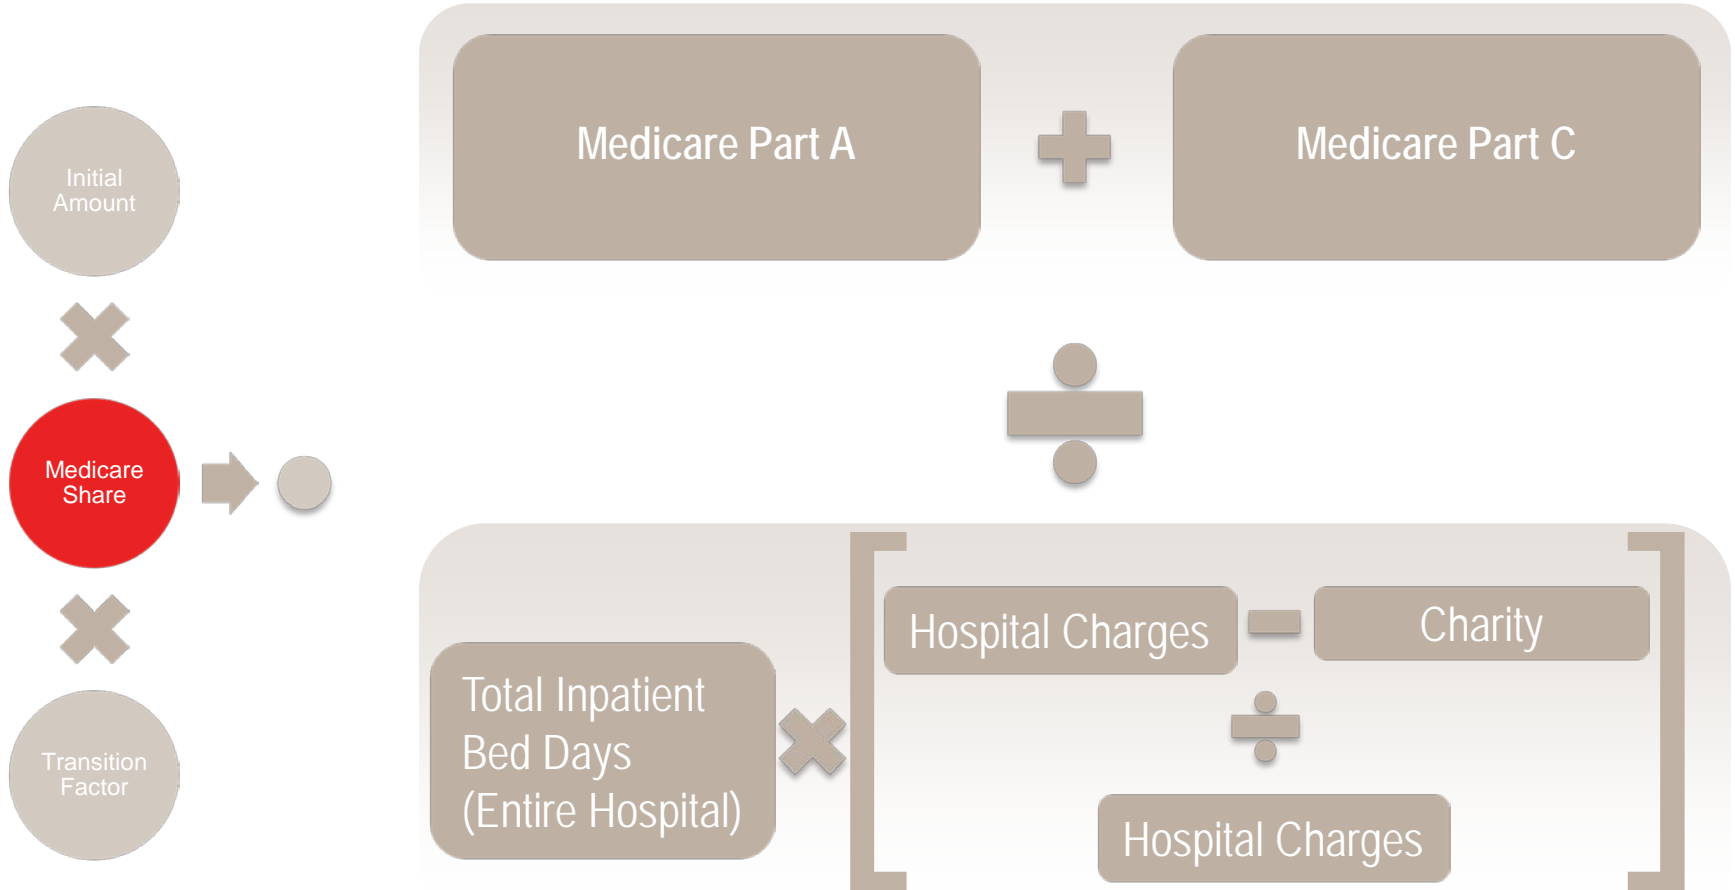 Initial
Amount
Medicare
Share
Transition
Factor
Medicare Part A
Medicare Part C
Total Inpatient
Bed Days
(Entire Hospital)
Hospital Charges
Charity
Hospital Charges